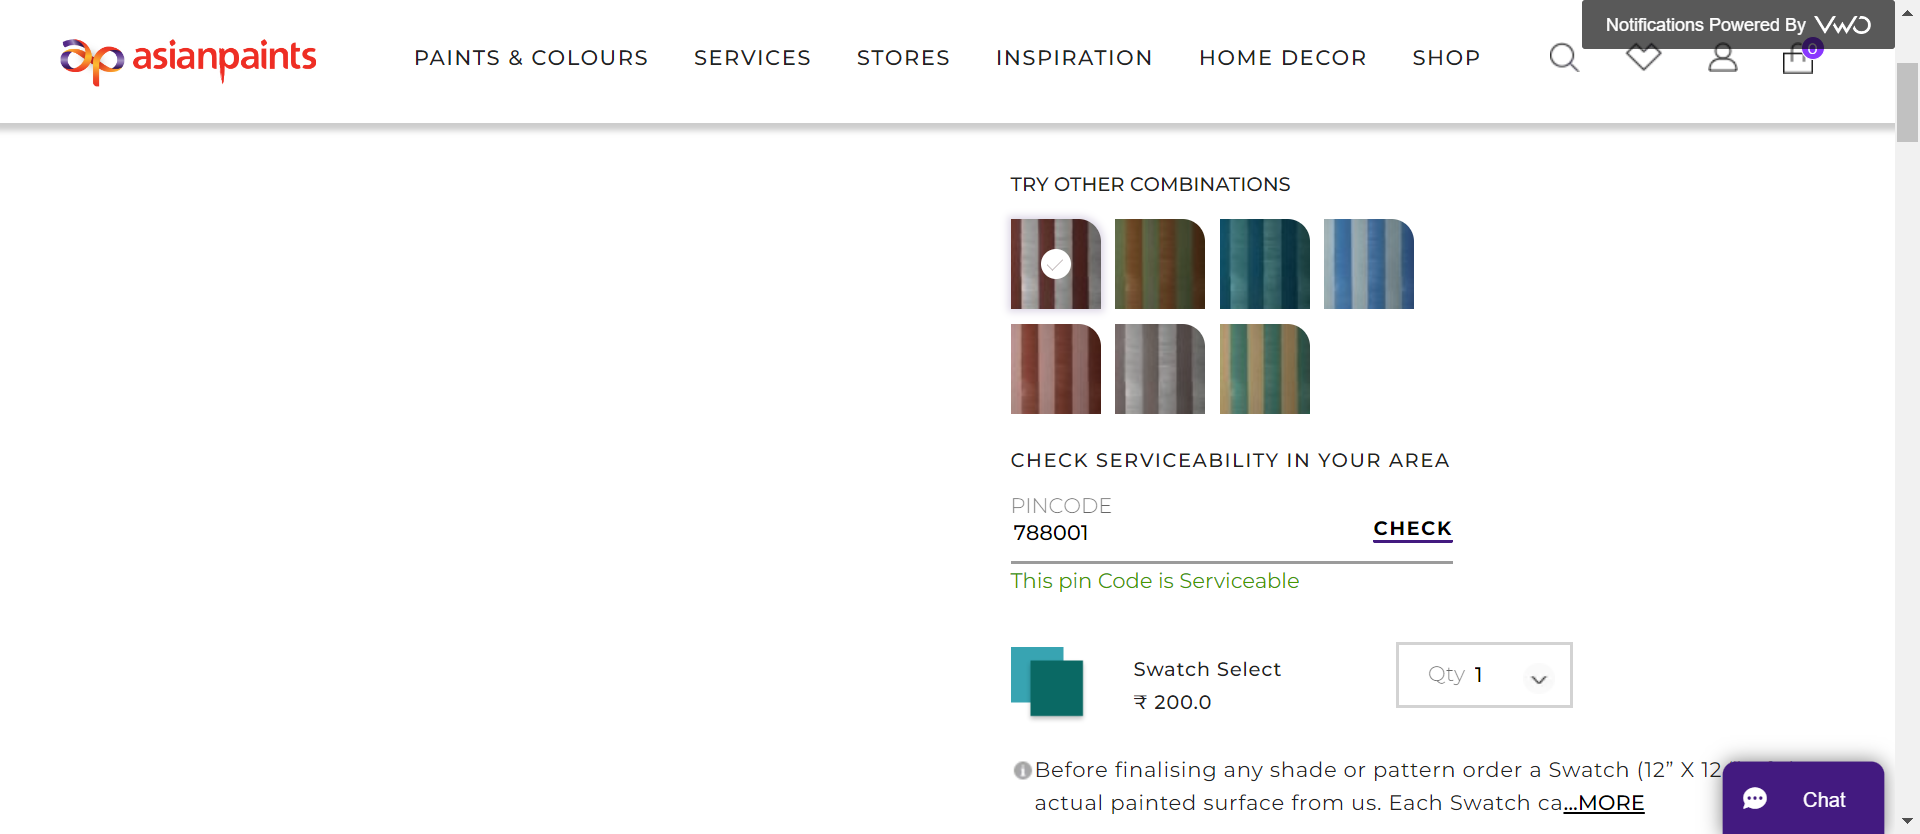 Notifications Powered By VWO
asianpaints
PAINTS & COLOURS SERVICES STORES INSPIRATION HOME DECOR SHOP
0
TRY OTHER COMBINATIONS
CHECK SERVICEABILITY IN YOUR AREA
PINCODE
788001
CHECK
This pin Code is Serviceable
Swatch Select
₹ 200.0
Qty 1
Before finalising any shade or pattern order a Swatch (12” X 12
actual painted surface from us. Each Swatch ca...MORE
Chat